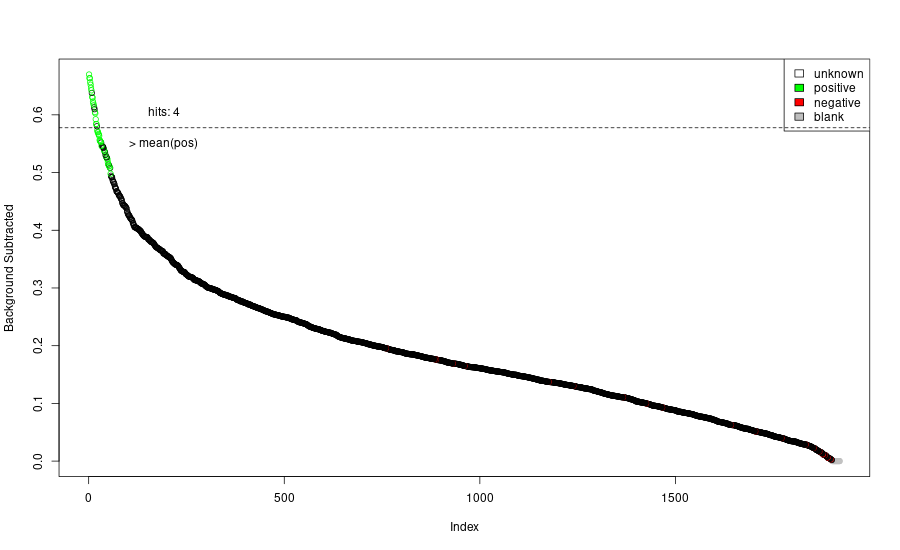 unknown
positive
negative
blank
hits: 4
> mean(pos)
Background Subtracted
0.6
0.5
0.4
0.3
0.2
0.1
0.0
0 500 1000 1500
Index